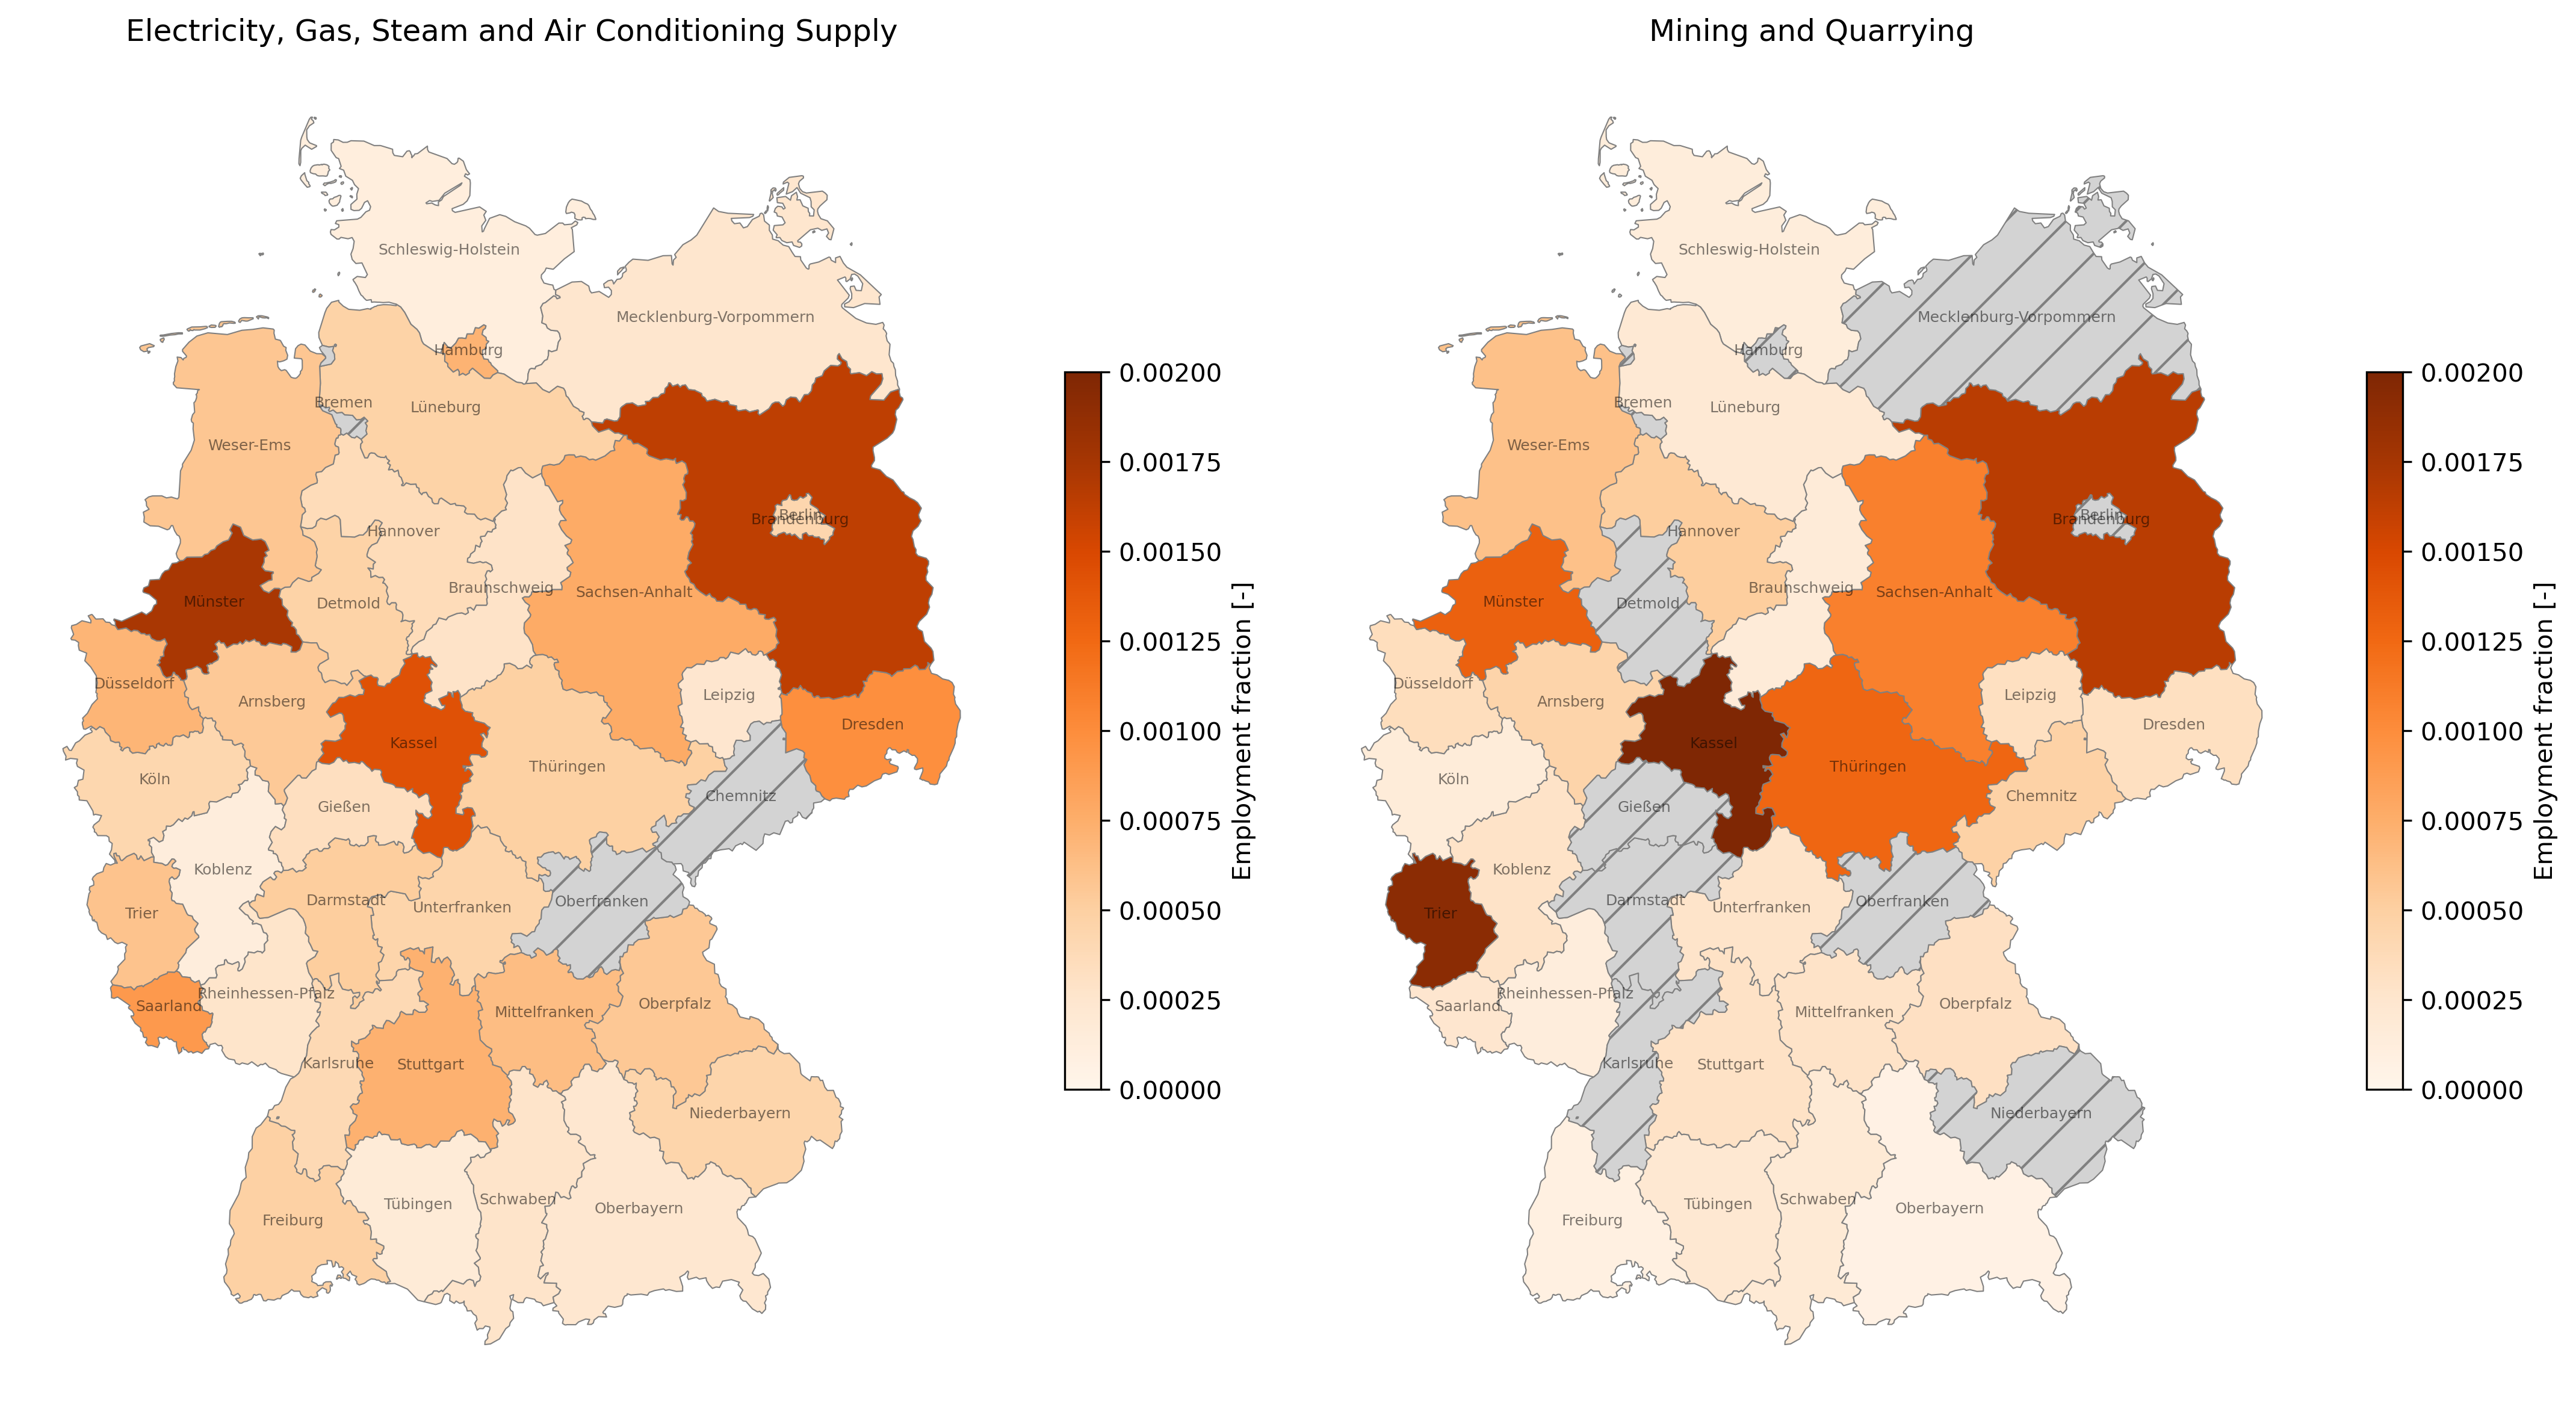 Electricity, Gas, Steam and Air Conditioning Supply
Schleswig-Holstein
Mecklenburg-Vorpommern
Hamburg
Bremen
Lüneburg
Weser-Ems
Berlin
Brandenburg
Hannover
Braunschweig
Sachsen-Anhalt
Münster
Detmold
Düsseldorf
Arnsberg
Leipzig
Dresden
Kassel
Thüringen
Köln
Chemnitz
Gießen
Koblenz
Darmstadt
Oberfranken
Unterfranken
Trier
Rheinhessen-Pfalz
Saarland
Oberpfalz
Mittelfranken
Karlsruhe
Stuttgart
Niederbayern
Schwaben
Tübingen
Oberbayern
Freiburg
0.00200
0.00175
0.00150
0.00125
0.00100
0.00075
0.00050
0.00025
0.00000
Employment fraction [-]
Mining and Quarrying
Schleswig-Holstein
Mecklenburg-Vorpommern
Hamburg
Bremen
Lüneburg
Weser-Ems
Berlin
Brandenburg
Hannover
Braunschweig
Sachsen-Anhalt
Münster
Detmold
Düsseldorf
Arnsberg
Leipzig
Dresden
Kassel
Thüringen
Köln
Chemnitz
Gießen
Koblenz
Darmstadt
Oberfranken
Unterfranken
Trier
Rheinhessen-Pfalz
Saarland
Oberpfalz
Mittelfranken
Karlsruhe
Stuttgart
Niederbayern
Schwaben
Tübingen
Oberbayern
Freiburg
0.00200
0.00175
0.00150
0.00125
0.00100
0.00075
0.00050
0.00025
0.00000
Employment fraction [-]